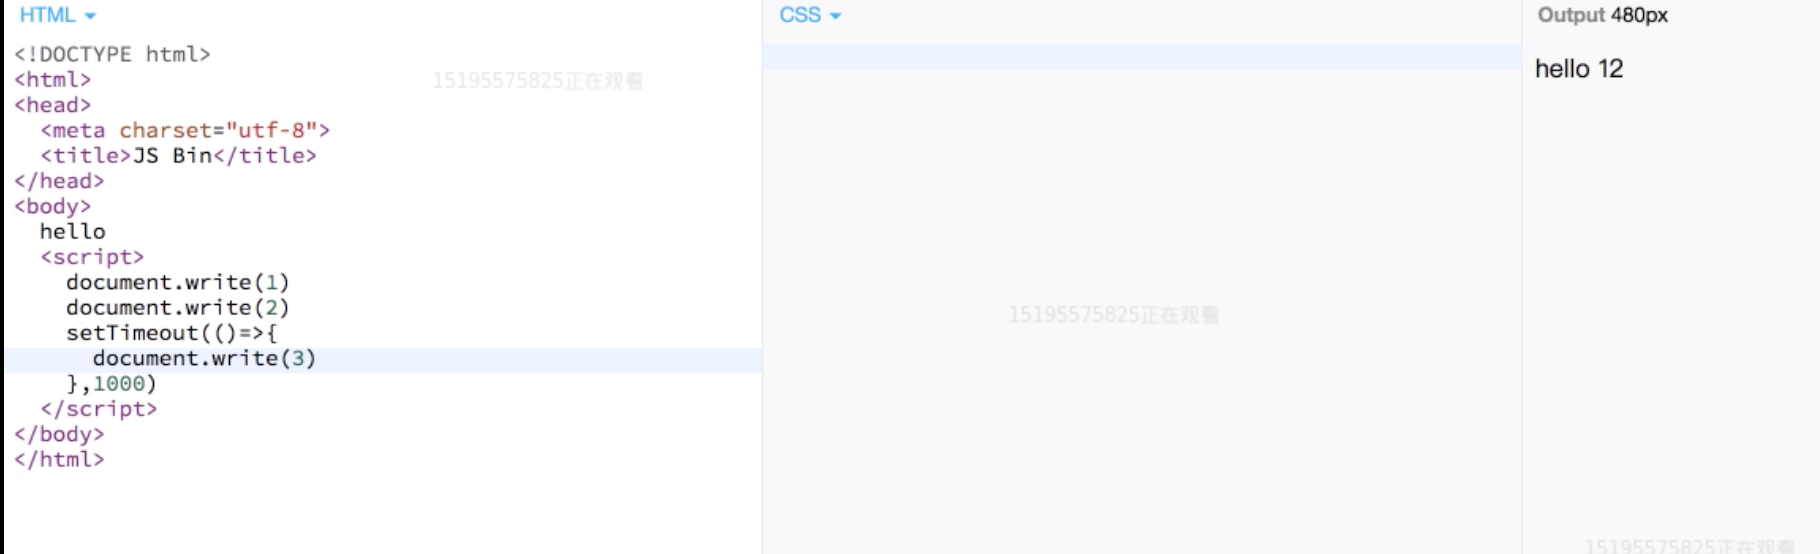 HTML
<!DOCTYPE html>
<html>
<head>
  <meta charset="utf-8">
  <title>JS Bin</title>
</head>
<body>
  hello
  <script>
    document.write(1)
    document.write(2)
    setTimeout(()=>{
      document.write(3)
    },1000)
  </script>
</body>
</html>
15195575825正在观看
CSS
15195575825正在观看
Output 480px
hello 12
15195575825正在观看